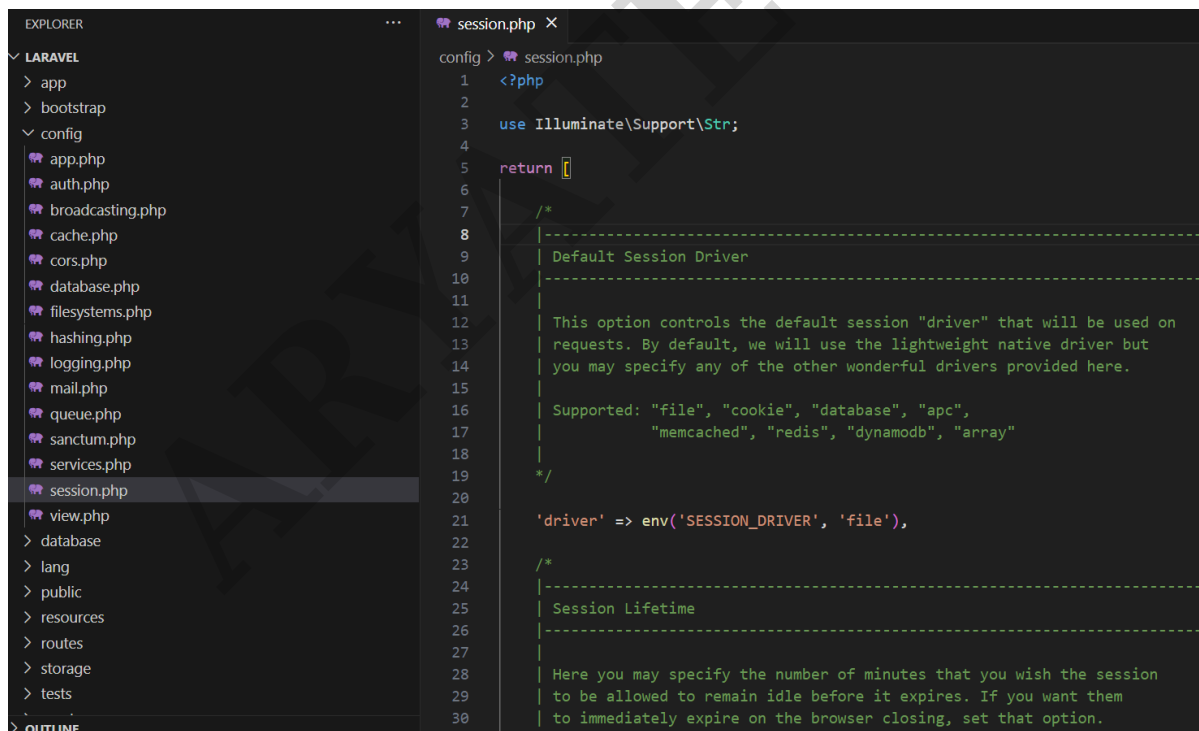 EXPLORER ...
LARAVEL
app
bootstrap
config
app.php
auth.php
broadcasting.php
cache.php
cors.php
database.php
filesystems.php
hashing.php
logging.php
mail.php
queue.php
sanctum.php
services.php
session.php
view.php
database
lang
public
resources
routes
storage
tests
OUTLINE
session.php ×
config > session.php
1 <?php
2
3 use Illuminate\Support\Str;
4
5 return [
6
7 /*
8 |--------------------------------------------------------------------------
9 | Default Session Driver
10 |--------------------------------------------------------------------------
11 |
12 | This option controls the default session "driver" that will be used on
13 | requests. By default, we will use the lightweight native driver but
14 | you may specify any of the other wonderful drivers provided here.
15 |
16 | Supported: "file", "cookie", "database", "apc",
17 | "memcached", "redis", "dynamodb", "array"
18 |
19 */
20
21 'driver' => env('SESSION_DRIVER', 'file'),
22
23 /*
24 |--------------------------------------------------------------------------
25 | Session Lifetime
26 |--------------------------------------------------------------------------
27 |
28 | Here you may specify the number of minutes that you wish the session
29 | to be allowed to remain idle before it expires. If you want them
30 | to immediately expire on the browser closing, set that option.
ARYATE